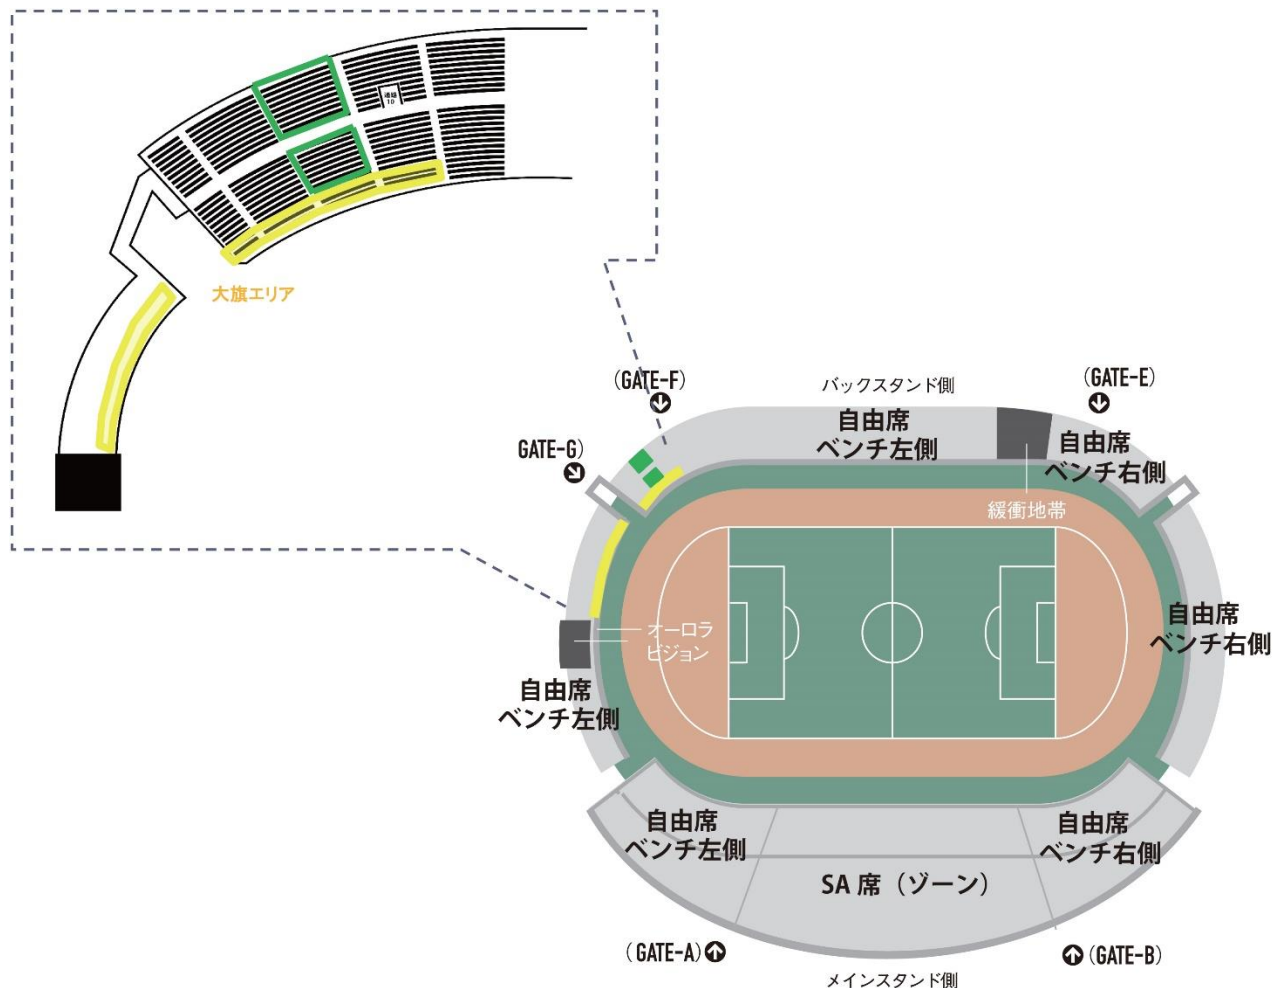 通路
10
大旗エリア
(GATE-F)
バックスタンド側
(GATE-E)
自由席
ベンチ左側
自由席
ベンチ右側
GATE-G)
緩衝地帯
オーロラ
ビジョン
自由席
ベンチ右側
自由席
ベンチ左側
自由席
ベンチ左側
自由席
ベンチ右側
SA 席（ゾーン）
(GATE-A)
(GATE-B)
メインスタンド側